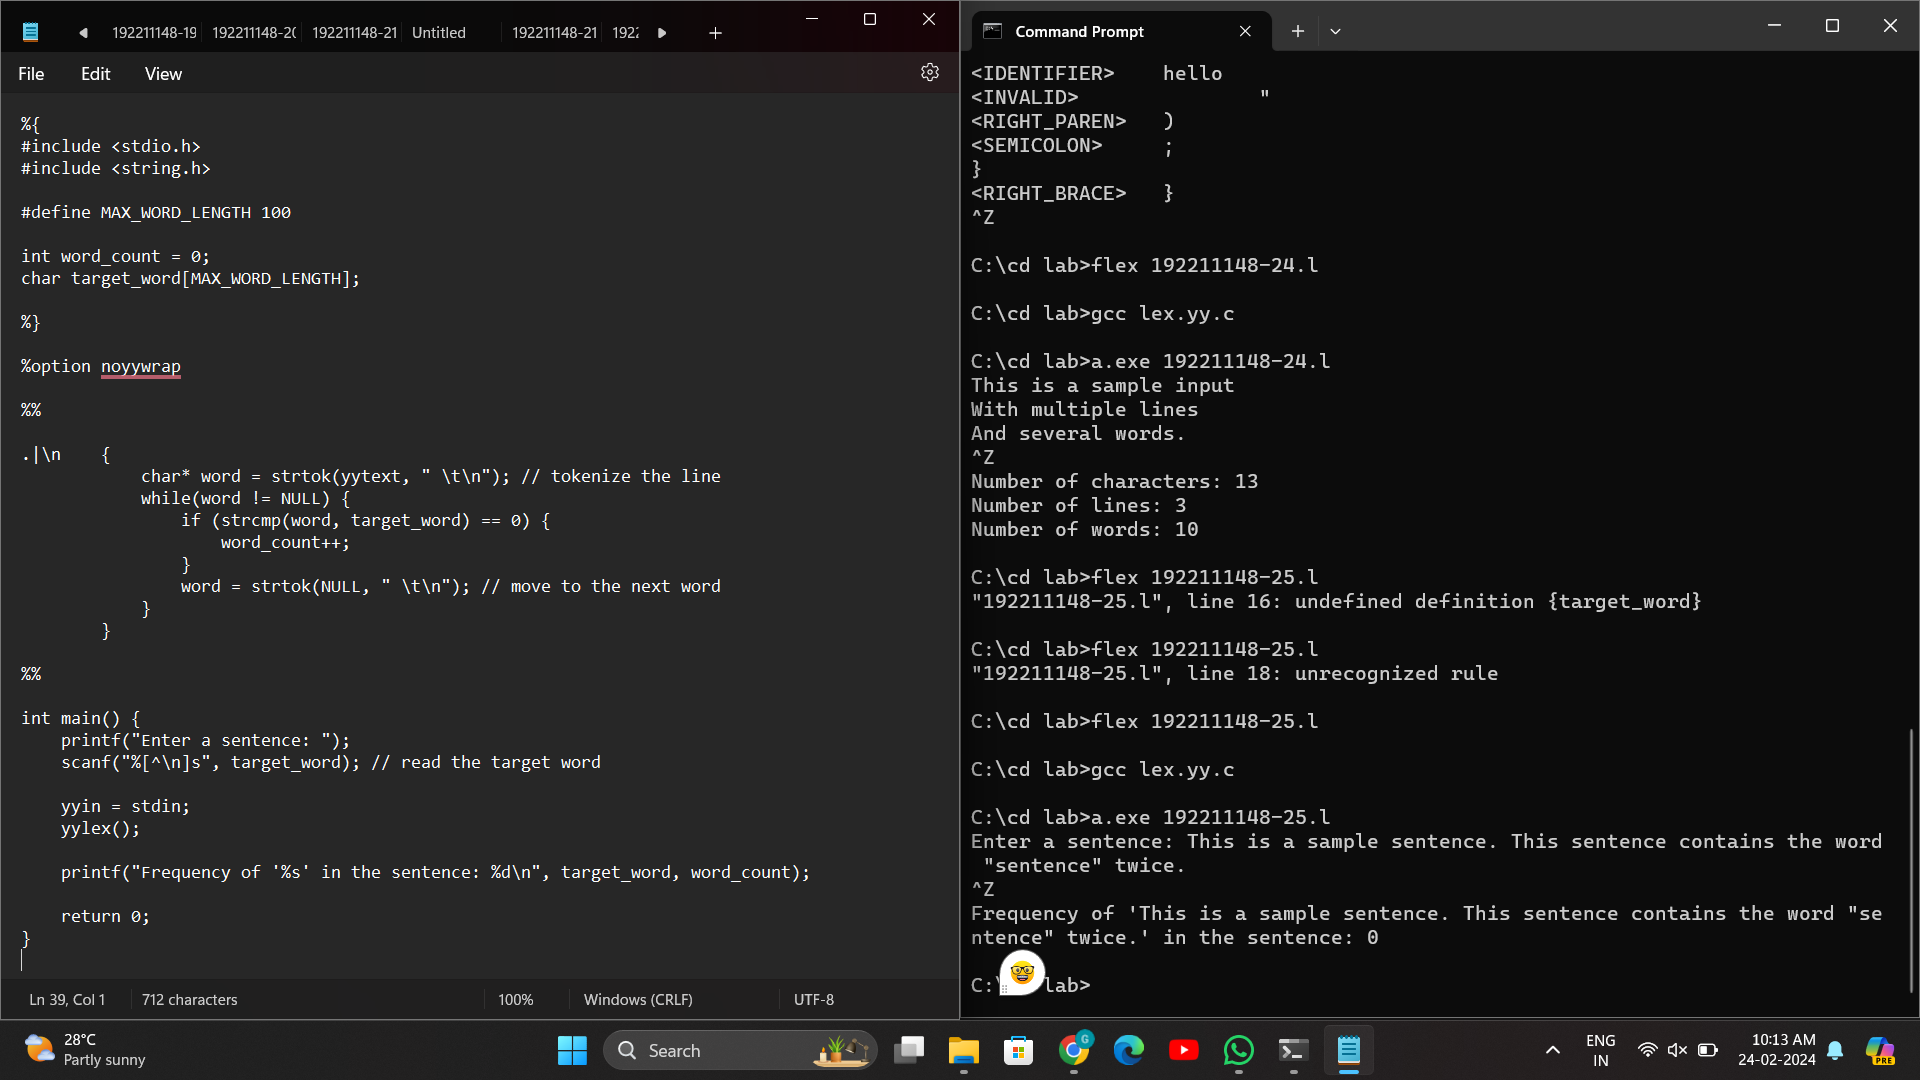 192211148-19
192211148-20
192211148-21
Untitled
192211148-21
1922
File
Edit
View
%{
#include <stdio.h>
#include <string.h>
#define MAX_WORD_LENGTH 100
int word_count = 0;
char target_word[MAX_WORD_LENGTH];
%}
%option noyywrap
%%
.|\n    {
            char* word = strtok(yytext, " \t\n"); // tokenize the line
            while(word != NULL) {
                if (strcmp(word, target_word) == 0) {
                    word_count++;
                }
                word = strtok(NULL, " \t\n"); // move to the next word
            }
        }
%%
int main() {
    printf("Enter a sentence: ");
    scanf("%[^\n]s", target_word); // read the target word
    yyin = stdin;
    yylex();
    printf("Frequency of '%s' in the sentence: %d\n", target_word, word_count);
    return 0;
}
Ln 39, Col 1
712 characters
100%
Windows (CRLF)
UTF-8
Command Prompt
<IDENTIFIER>    hello
<INVALID>               "
<RIGHT_PAREN>   )
<SEMICOLON>     ;
}
<RIGHT_BRACE>   }
^Z
C:\cd lab>flex 192211148-24.l
C:\cd lab>gcc lex.yy.c
C:\cd lab>a.exe 192211148-24.l
This is a sample input
With multiple lines
And several words.
^Z
Number of characters: 13
Number of lines: 3
Number of words: 10
C:\cd lab>flex 192211148-25.l
"192211148-25.l", line 16: undefined definition {target_word}
C:\cd lab>flex 192211148-25.l
"192211148-25.l", line 18: unrecognized rule
C:\cd lab>flex 192211148-25.l
C:\cd lab>gcc lex.yy.c
C:\cd lab>a.exe 192211148-25.l
Enter a sentence: This is a sample sentence. This sentence contains the word
 "sentence" twice.
^Z
Frequency of 'This is a sample sentence. This sentence contains the word "se
ntence" twice.' in the sentence: 0
C:\ lab>
28°C
Partly sunny
Search
G
ENG
IN
10:13 AM
24-02-2024
PRE